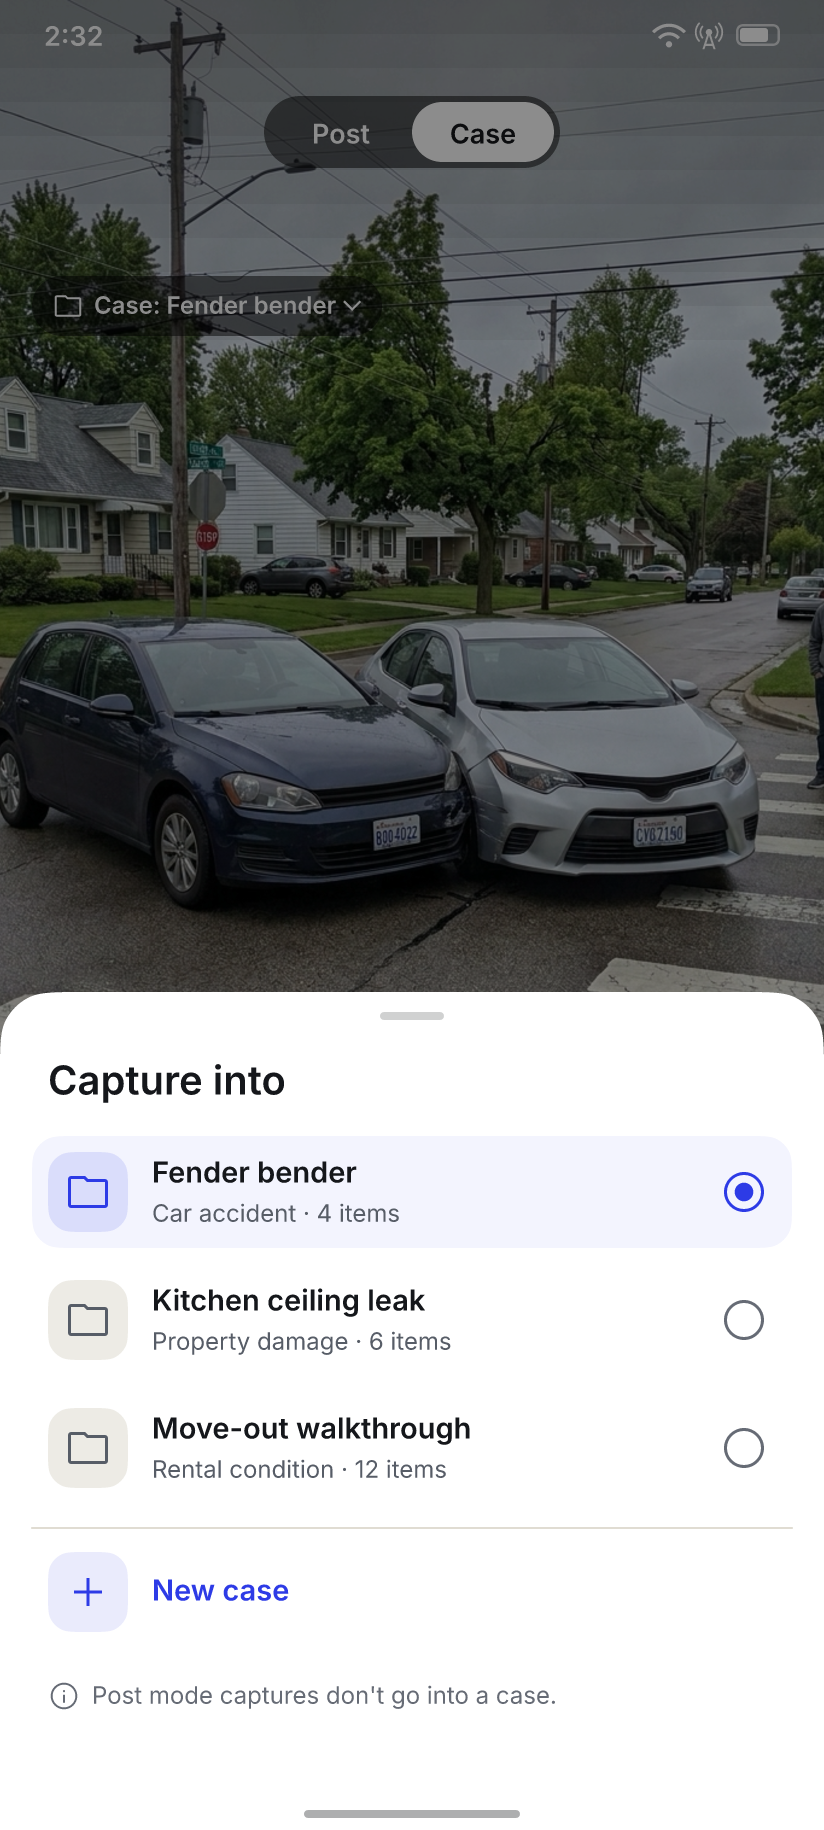 2:32
Post
Case
Case: Fender bender
B004022
Capture into
Fender bender
Car accident · 4 items
Kitchen ceiling leak
Property damage · 6 items
Move-out walkthrough
Rental condition · 12 items
New case
Post mode captures don't go into a case.